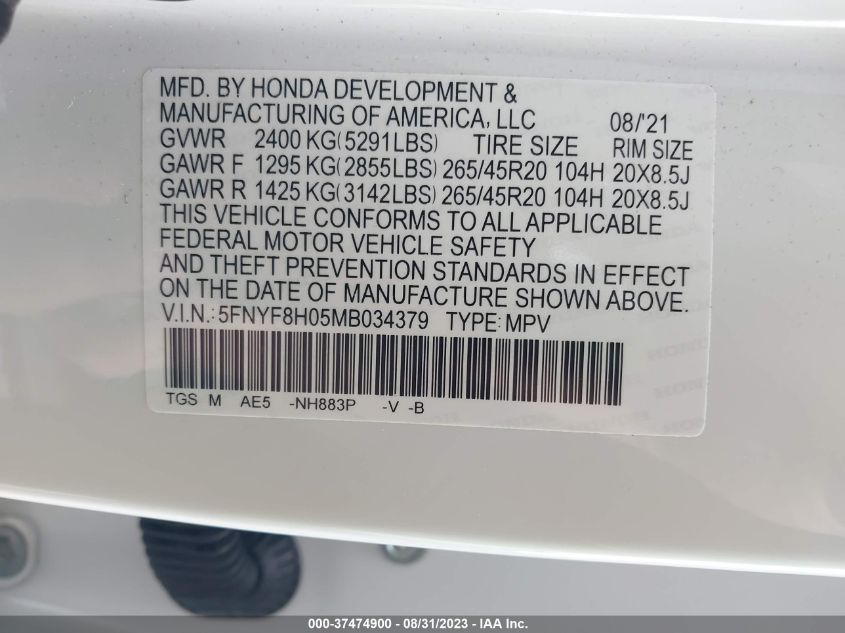 MFD. BY HONDA DEVELOPMENT &
MANUFACTURING OF AMERICA, LLC 08/'21
GVWR 2400 KG(5291LBS) TIRE SIZE RIM SIZE
GAWR F 1295 KG(2855LBS) 265/45R20 104H 20X8.5J
GAWR R 1425 KG(3142LBS) 265/45R20 104H 20X8.5J
THIS VEHICLE CONFORMS TO ALL APPLICABLE
FEDERAL MOTOR VEHICLE SAFETY
AND THEFT PREVENTION STANDARDS IN EFFECT
ON THE DATE OF MANUFACTURE SHOWN ABOVE.
V.I.N.: 5FNYF8H05MB034379 TYPE: MPV
TGS M AE5 -NH883P -V -B
000-37474900 - 08/31/2023 - IAA Inc.